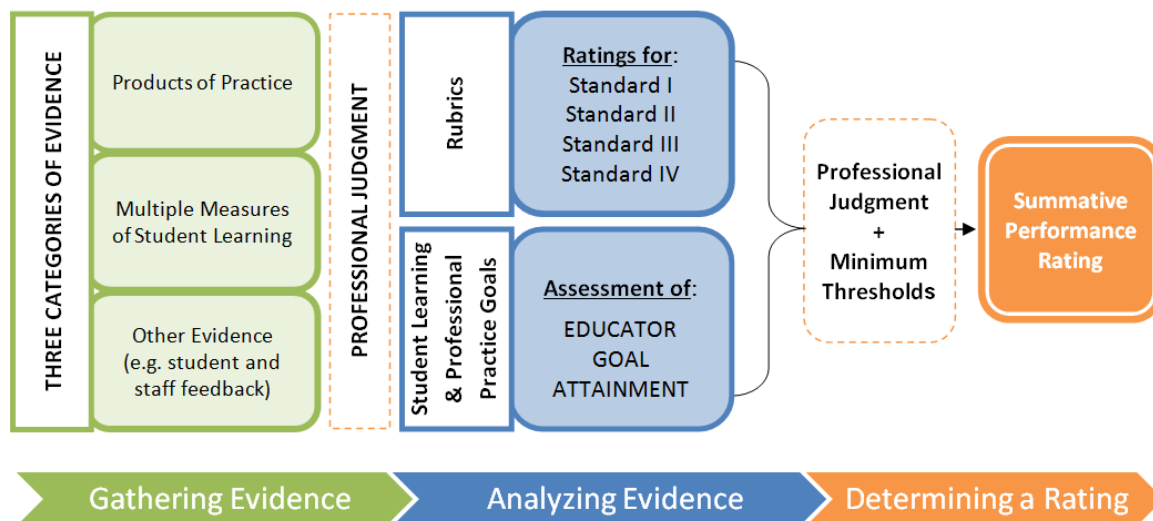 THREE CATEGORIES OF EVIDENCE
Products of Practice
Multiple Measures
of Student Learning
Other Evidence
(e.g. student and
staff feedback)
PROFESSIONAL JUDGMENT
Rubrics
Ratings for:
Standard I
Standard II
Standard III
Standard IV
Student Learning
& Professional
Practice Goals
Assessment of:
EDUCATOR
GOAL
ATTAINMENT
Professional
Judgment
+
Minimum
Thresholds
Summative
Performance
Rating
Gathering Evidence
Analyzing Evidence
Determining a Rating